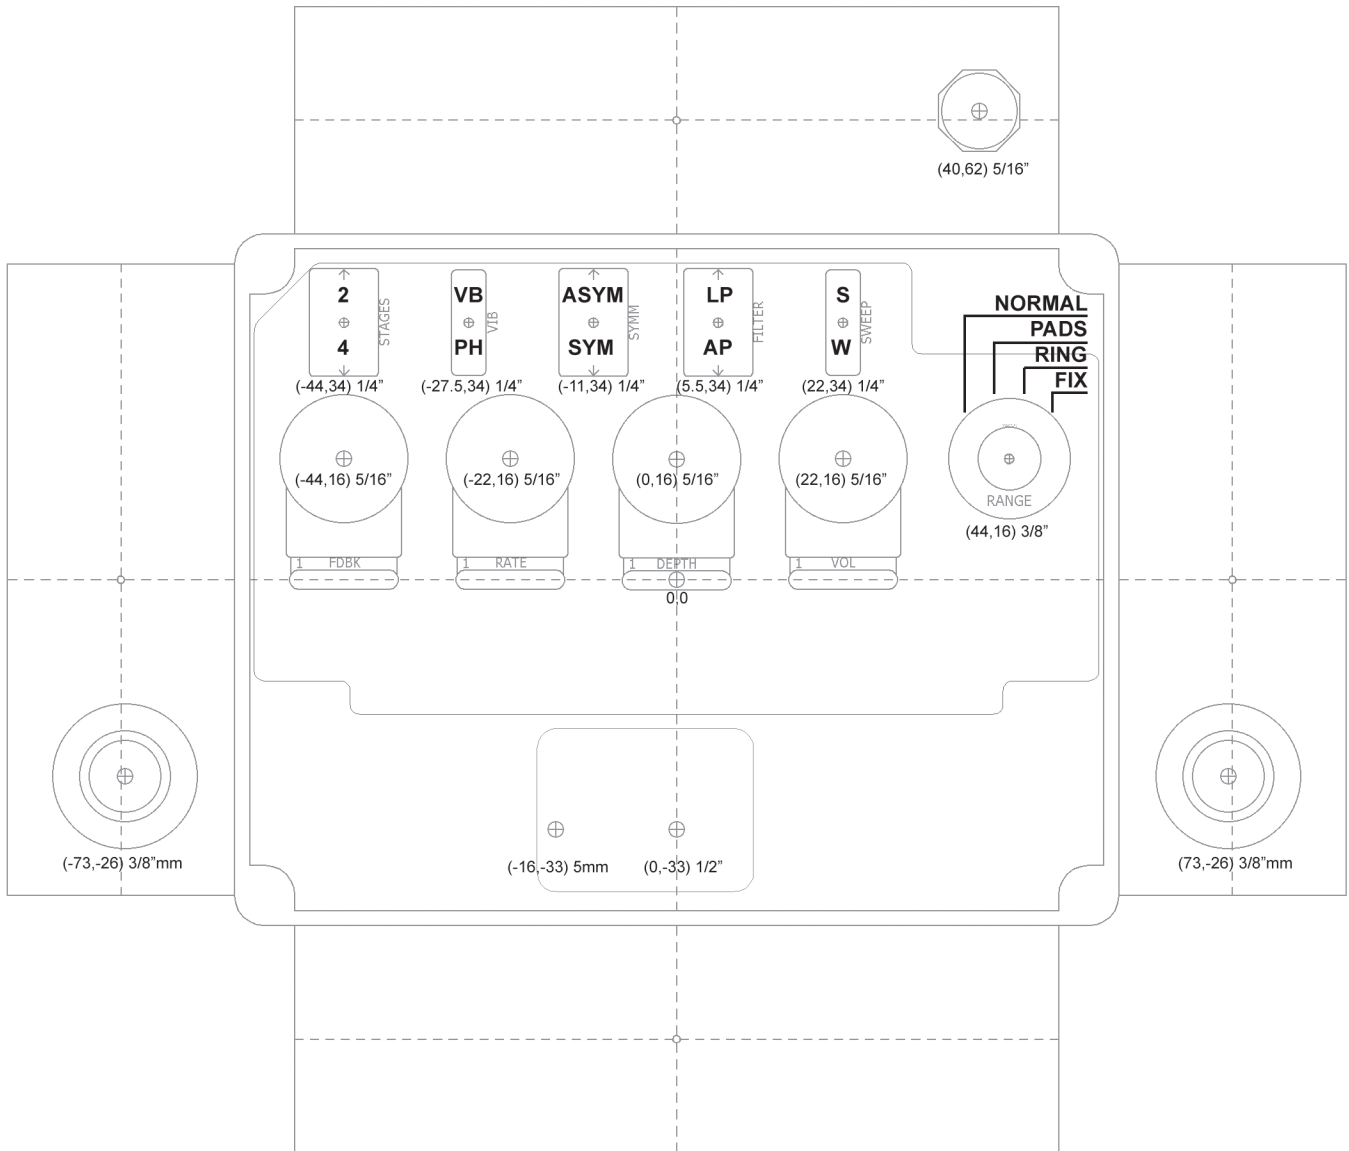 (40,62) 5/16”
2
4
STAGES
VB
PH
VIB
ASYM
SYM
SYMM
LP
AP
FILTER
S
W
SWEEP
NORMAL
PADS
RING
FIX
(-44,34) 1/4”
(-27.5,34) 1/4”
(-11,34) 1/4”
(5.5,34) 1/4”
(22,34) 1/4”
(-44,16) 5/16”
(-22,16) 5/16”
(0,16) 5/16”
(22,16) 5/16”
RANGE
(44,16) 3/8”
1 FDBK
1 RATE
1 DEPTH
1 VOL
0,0
(-73,-26) 3/8”mm
(-16,-33) 5mm
(0,-33) 1/2”
(73,-26) 3/8”mm